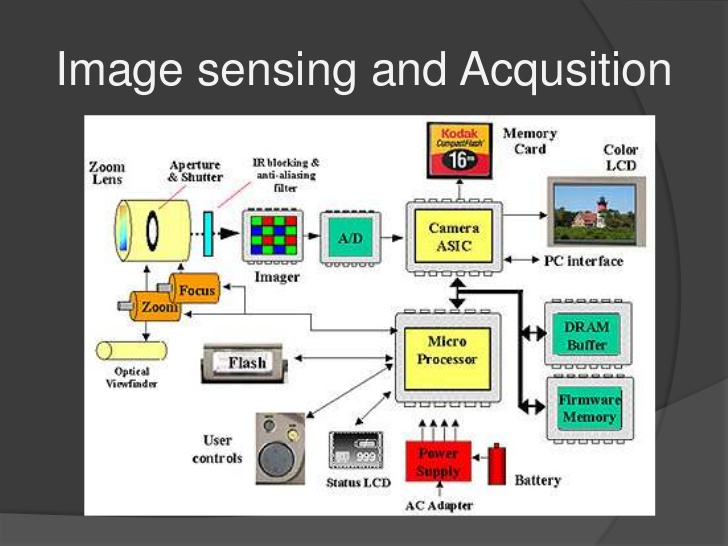 Image sensing and Acqusition
Zoom
Lens
Aperture
& Shutter
IR blocking &
anti-aliasing
filter
Kodak
CompactFlash
16
Memory
Card
Color
LCD
Imager
A/D
Camera
ASIC
PC interface
Focus
Zoom
Optical
Viewfinder
Flash
Micro
Processor
DRAM
Buffer
Firmware
Memory
User
controls
999
Status LCD
Power
Supply
Battery
AC Adapter